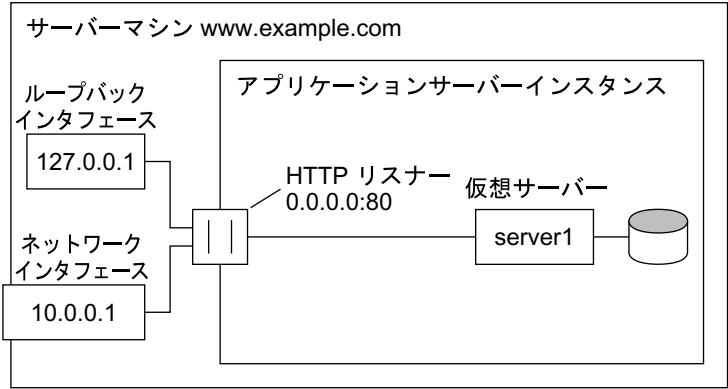 サーバーマシン www.example.com
アプリケーションサーバーインスタンス
ループバック
インタフェース
127.0.0.1
HTTP リスナー
0.0.0.0:80
仮想サーバー
server1
ネットワーク
インタフェース
10.0.0.1